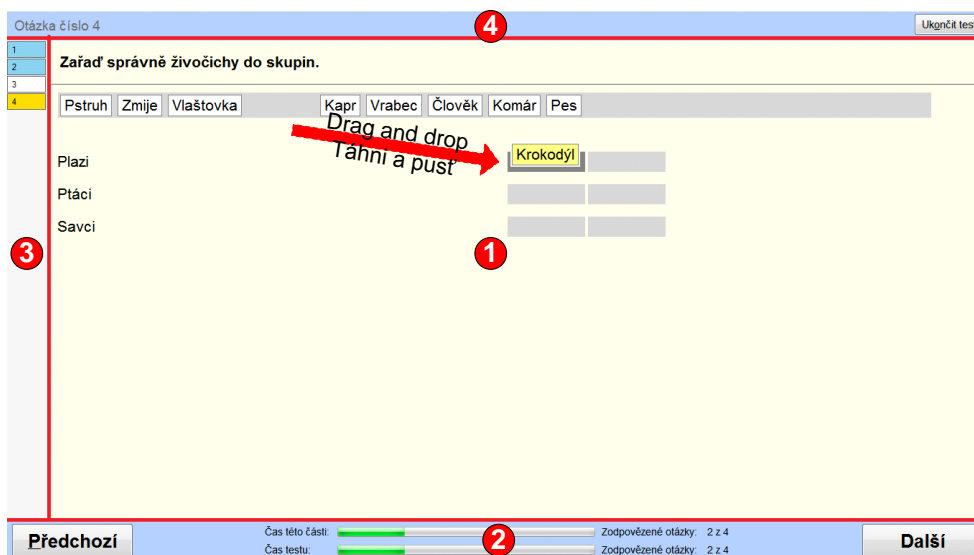 Otázka číslo 4
4
Ukončit test
1
2
3
4
Zařaď správně živočichy do skupin.
Pstruh Zmije Vlaštovka Kapr Vrabec Člověk Komár Pes
Drag and drop
Táhni a pusť
Krokodýl
Plazi
Ptáci
Savci
3
1
Předchozí
Čas této části:
Zodpovězené otázky: 2 z 4
Čas testu:
Zodpovězené otázky: 2 z 4
2
Další